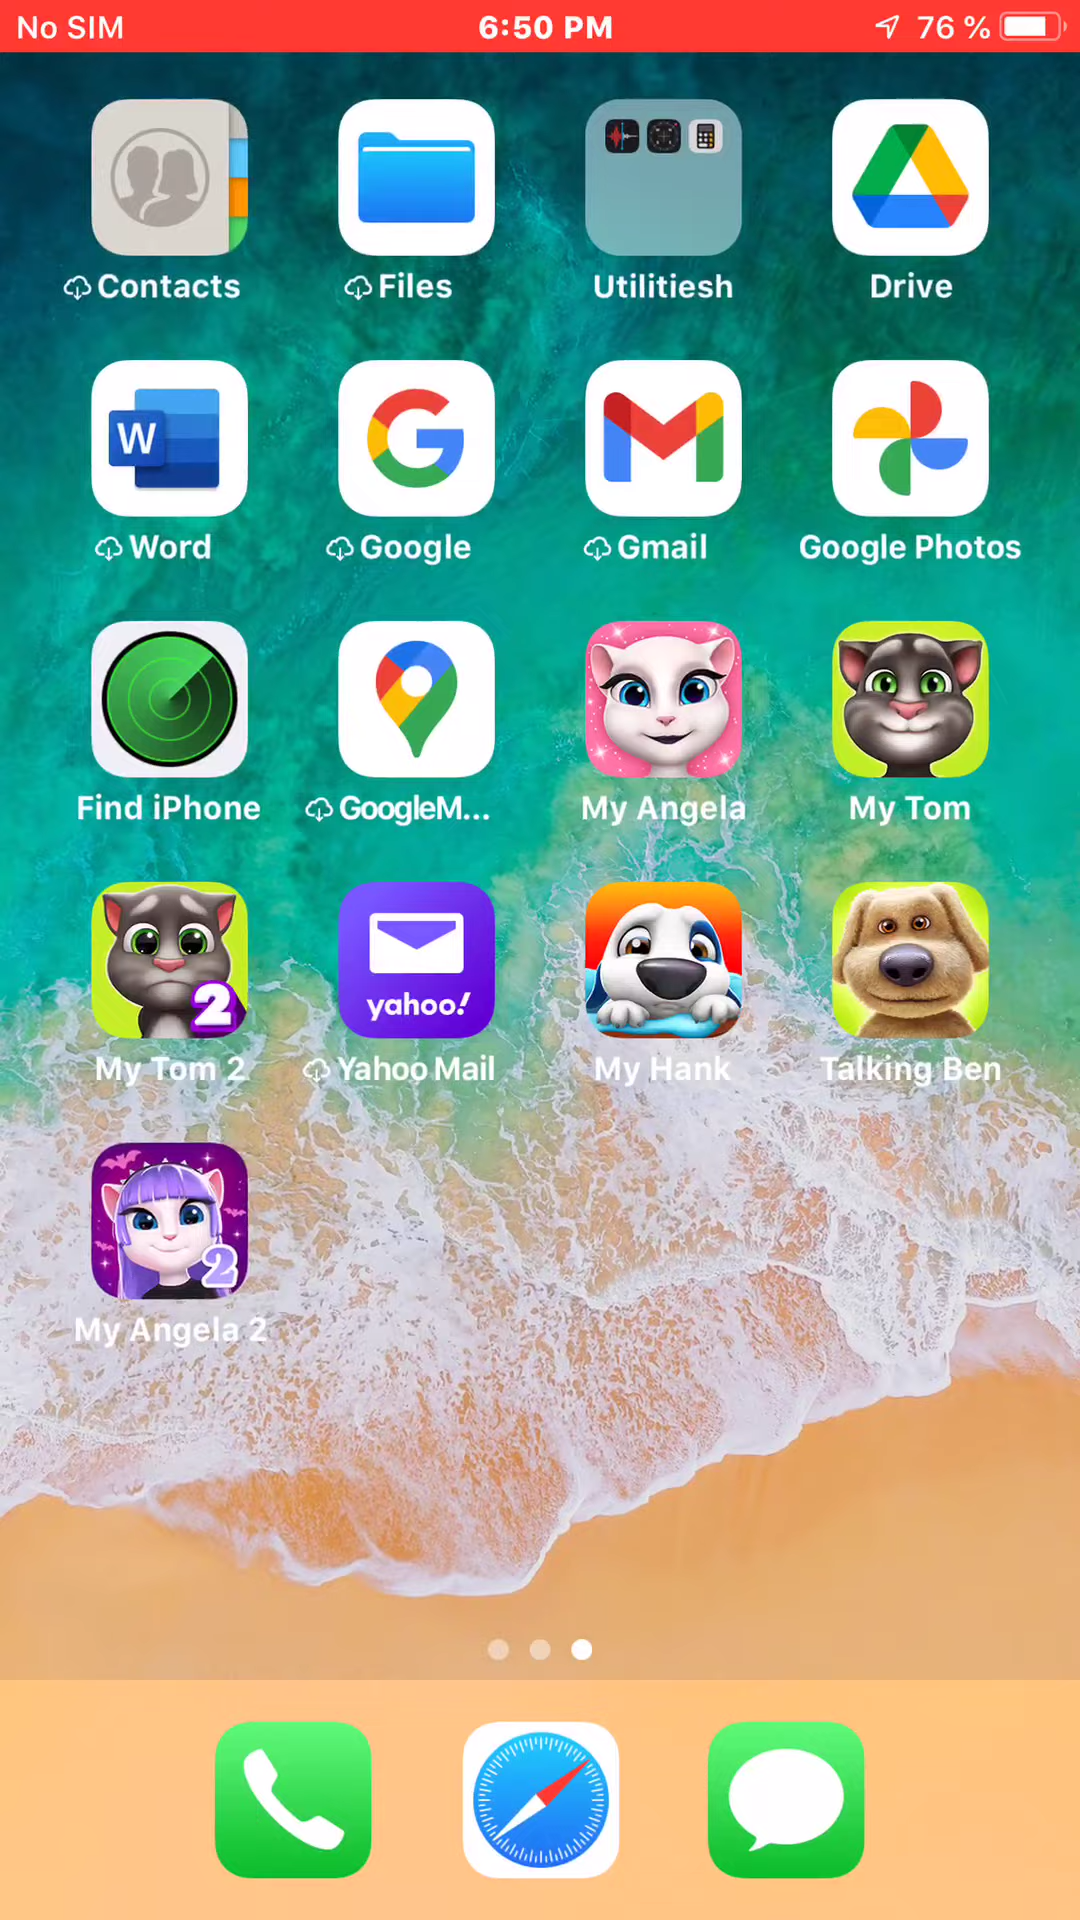 No SIM 6:50 PM 76 %
Contacts Files Utilitiesh Drive
W
Word Google Gmail Google Photos
Find iPhone GoogleM... My Angela My Tom
2 yahoo!
My Tom 2 Yahoo Mail My Hank Talking Ben
2
My Angela 2